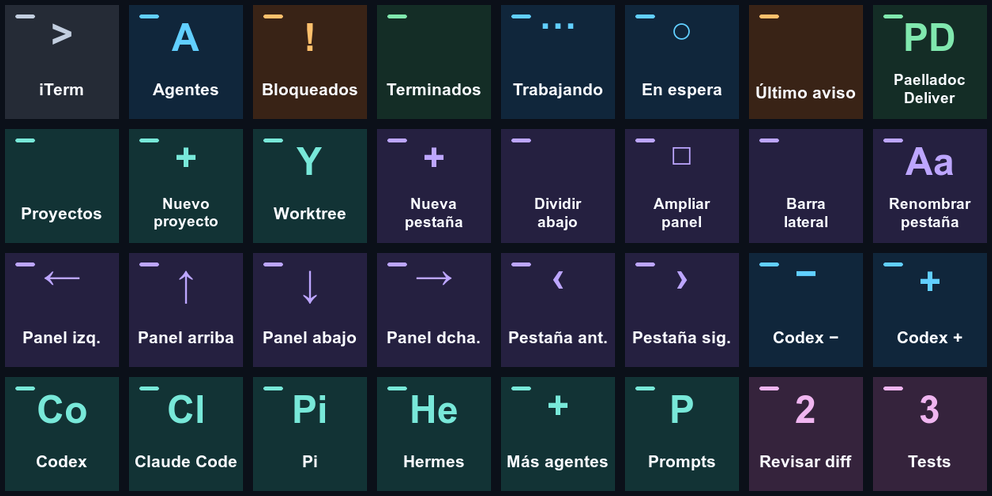 >
iTerm
A
Agentes
!
Bloqueados
Terminados
...
Trabajando
○
En espera
Último aviso
PD
Paelladoc
Deliver
Proyectos
+
Nuevo
proyecto
Y
Worktree
+
Nueva
pestaña
Dividir
abajo
□
Ampliar
panel
Barra
lateral
Aa
Renombrar
pestaña
←
Panel izq.
↑
Panel arriba
↓
Panel abajo
→
Panel dcha.
‹
Pestaña ant.
›
Pestaña sig.
−
Codex −
+
Codex +
Co
Codex
Cl
Claude Code
Pi
Pi
He
Hermes
+
Más agentes
P
Prompts
2
Revisar diff
3
Tests